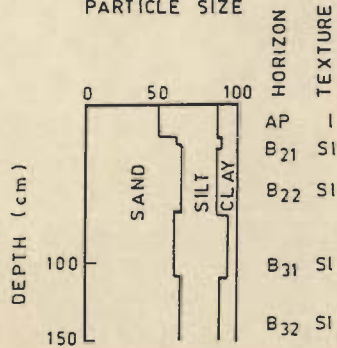 PARTICLE SIZE
HORIZON
TEXTURE
0 50 100
AP l
B21 Sl
B22 Sl
B31 Sl
B32 Sl
SAND
SILT
CLAY
DEPTH (cm)
100
150